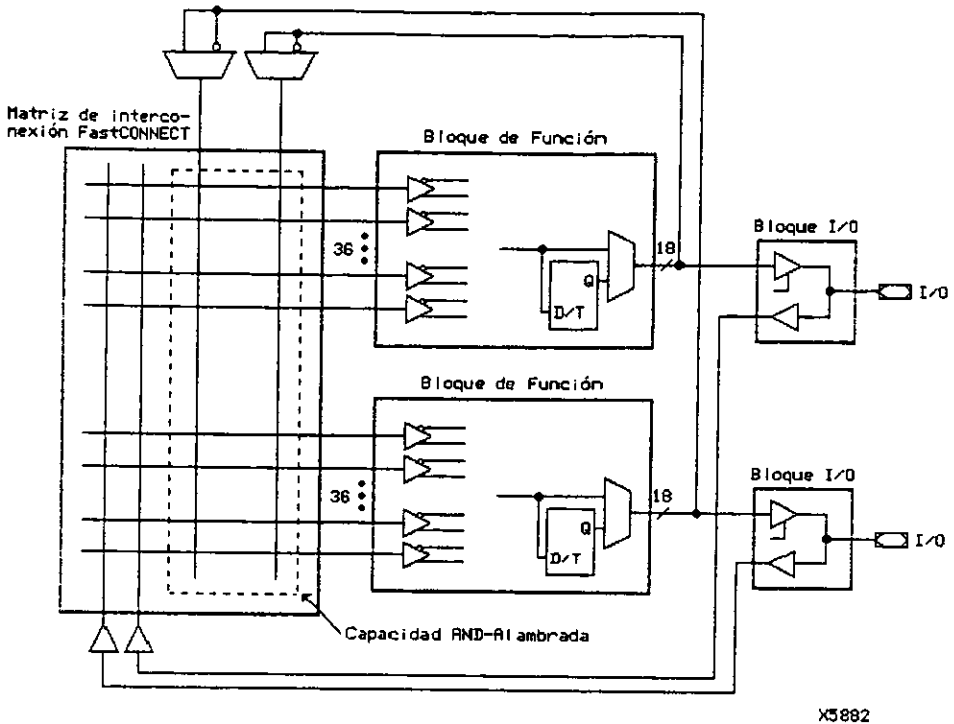 Matriz de interco-
nexión FastCONNECT
Bloque de Función
36
Q
D/T
18
Bloque I/O
I/O
Bloque de Función
36
Q
D/T
18
Bloque I/O
I/O
Capacidad AND-Alambrada
X5882